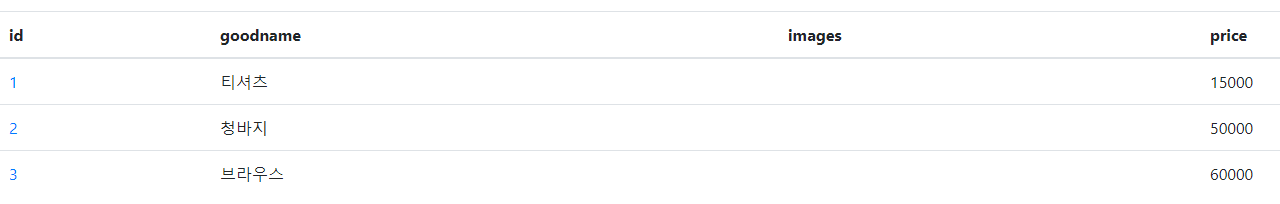 id goodname images price
1 티셔츠 15000
2 청바지 50000
3 브라우스 60000